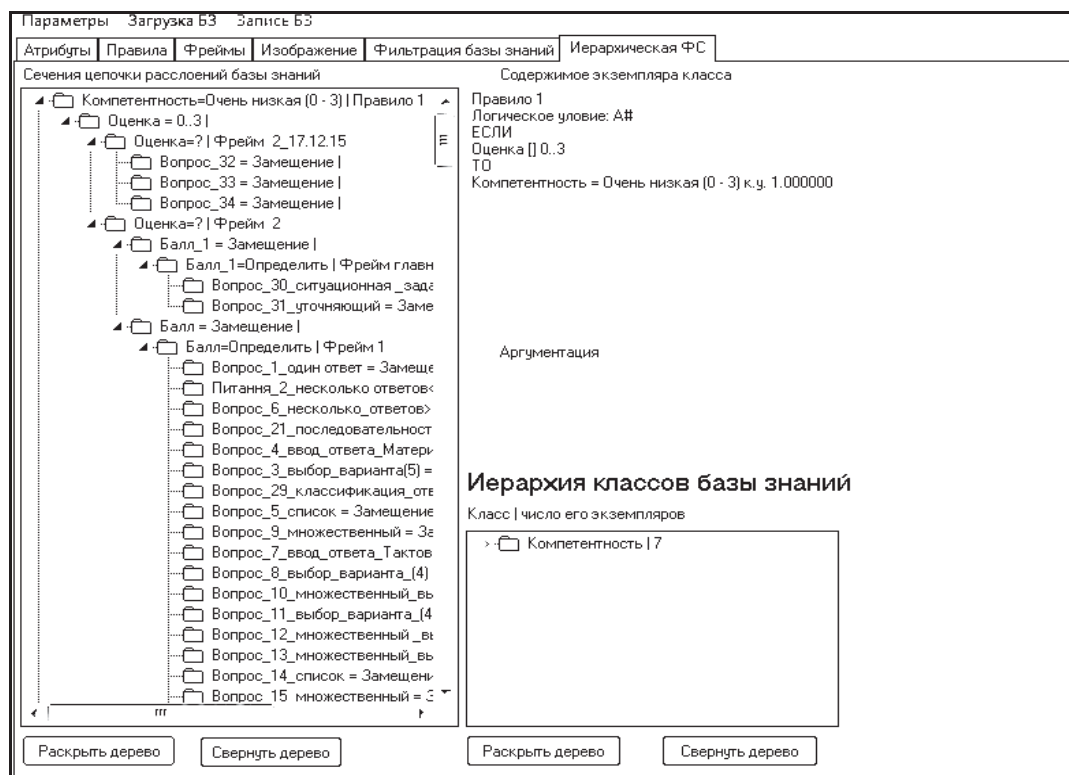 Параметры Загрузка БЗ Запись БЗ
Атрибуты Правила Фреймы Изображение Фильтрация базы знаний Иерархическая ФС
Сечения цепочки расслоений базы знаний
Компетентность=Очень низкая (0 - 3) | Правило 1
Оценка = 0..3 |
Оценка=? | Фрейм 2_17.12.15
Вопрос_32 = Замещение |
Вопрос_33 = Замещение |
Вопрос_34 = Замещение |
Оценка=? | Фрейм 2
Балл_1 = Замещение |
Балл_1=Определить | Фрейм главн
Вопрос_30_ситуационная _зада
Вопрос_31_уточняющий = Заме
Балл = Замещение |
Балл=Определить | Фрейм 1
Вопрос_1_один ответ = Замеще
Питання_2_несколько ответов<
Вопрос_6_несколько_ответов>
Вопрос_21_последовательност
Вопрос_4_ввод_ответа_Матери
Вопрос_3_выбор_варианта(5) =
Вопрос_29_классификация_отв
Вопрос_5_список = Замещение
Вопрос_9_множественный = За
Вопрос_7_ввод_ответа_Тактов
Вопрос_8_выбор_варианта_(4)
Вопрос_10_множественный_вы
Вопрос_11_выбор_варианта_(4
Вопрос_12_множественный _вы
Вопрос_13_множественный_вы
Вопрос_14_список = Замещени
Вопрос_15 множественный = З
Раскрыть дерево Свернуть дерево
Содержимое экземпляра класса
Правило 1
Логическое уловие: A#
ЕСЛИ
Оценка [] 0..3
ТО
Компетентность = Очень низкая (0 - 3) к.у. 1.000000
Аргументация
Иерархия классов базы знаний
Класс | число его экземпляров
Компетентность | 7
Раскрыть дерево Свернуть дерево